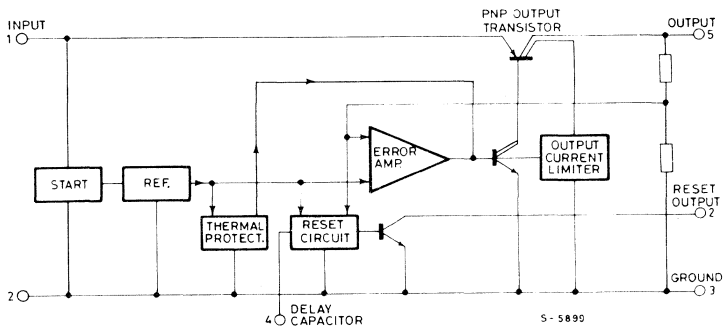 INPUT
1
PNP OUTPUT
TRANSISTOR
OUTPUT
5
ERROR
AMP.
OUTPUT
CURRENT
LIMITER
START
REF.
THERMAL
PROTECT.
RESET
CIRCUIT
RESET
OUTPUT
2
GROUND
3
2
4
DELAY
CAPACITOR
S-5890